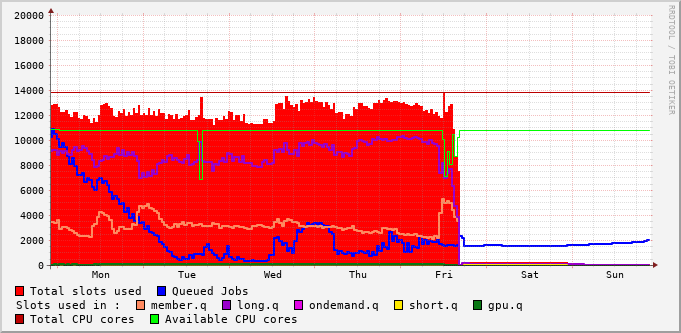 RRDTOOL / TOBI OETIKER
20000
18000
16000
14000
12000
10000
8000
6000
4000
2000
0
Mon Tue Wed Thu Fri Sat Sun
Total slots used Queued Jobs
Slots used in : member.q long.q ondemand.q short.q gpu.q
Total CPU cores Available CPU cores